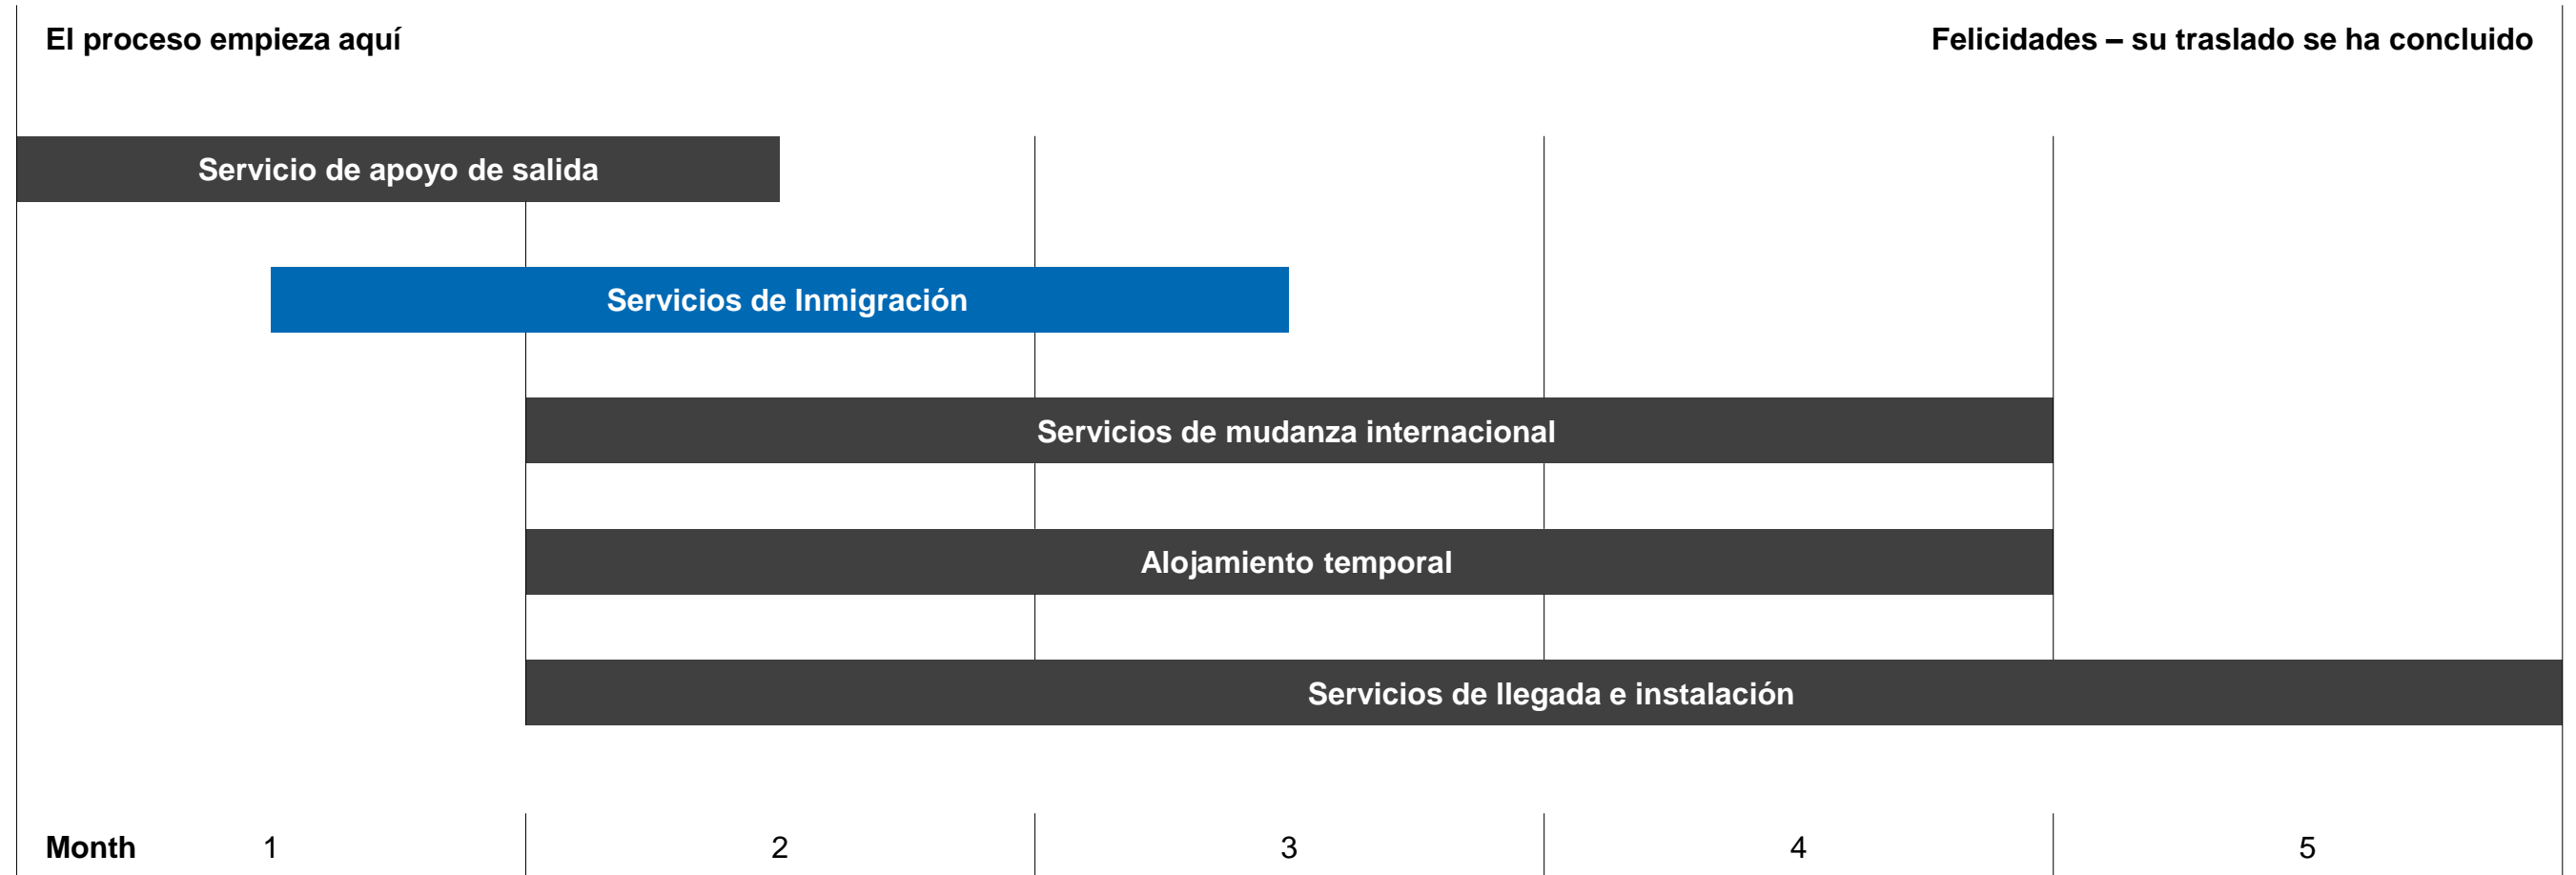 El proceso empieza aquí
Felicidades – su traslado se ha concluido
Servicio de apoyo de salida
Servicios de Inmigración
Servicios de mudanza internacional
Alojamiento temporal
Servicios de llegada e instalación
Month 1 2 3 4 5